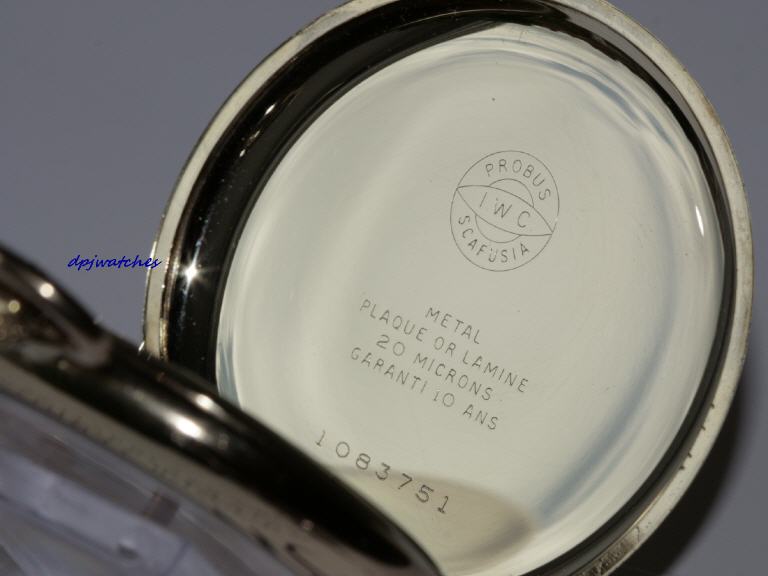 PROBUS
IWC
SCAFUSIA
METAL
PLAQUE OR LAMINE
20 MICRONS
GARANTI 10 ANS
1083751
dpjwatches